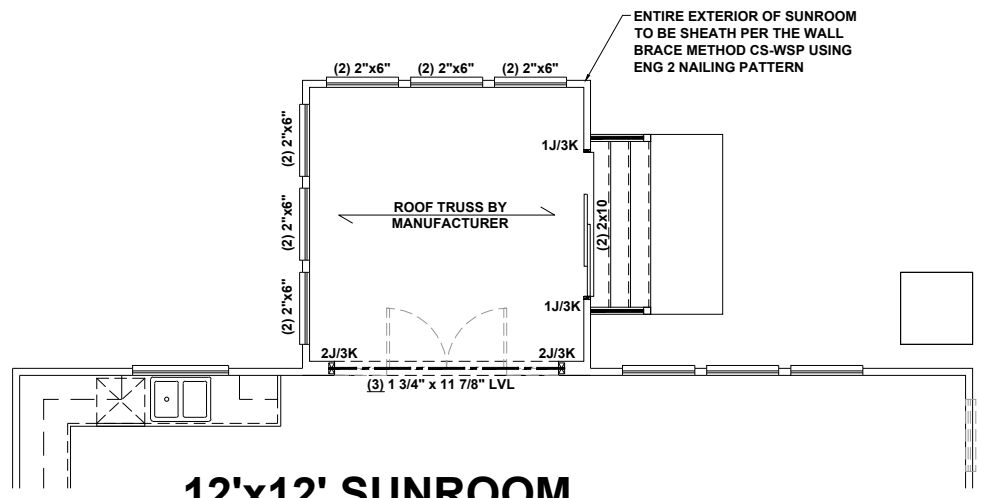 ENTIRE EXTERIOR OF SUNROOM
TO BE SHEATH PER THE WALL
BRACE METHOD CS-WSP USING
ENG 2 NAILING PATTERN
(2) 2"x6"
(2) 2"x6"
(2) 2"x6"
(2) 2"x6"
(2) 2"x6"
(2) 2"x6"
1J/3K
ROOF TRUSS BY
MANUFACTURER
(2) 2x10
1J/3K
2J/3K
2J/3K
(3) 1 3/4" x 11 7/8" LVL
12'x12' SUNROOM